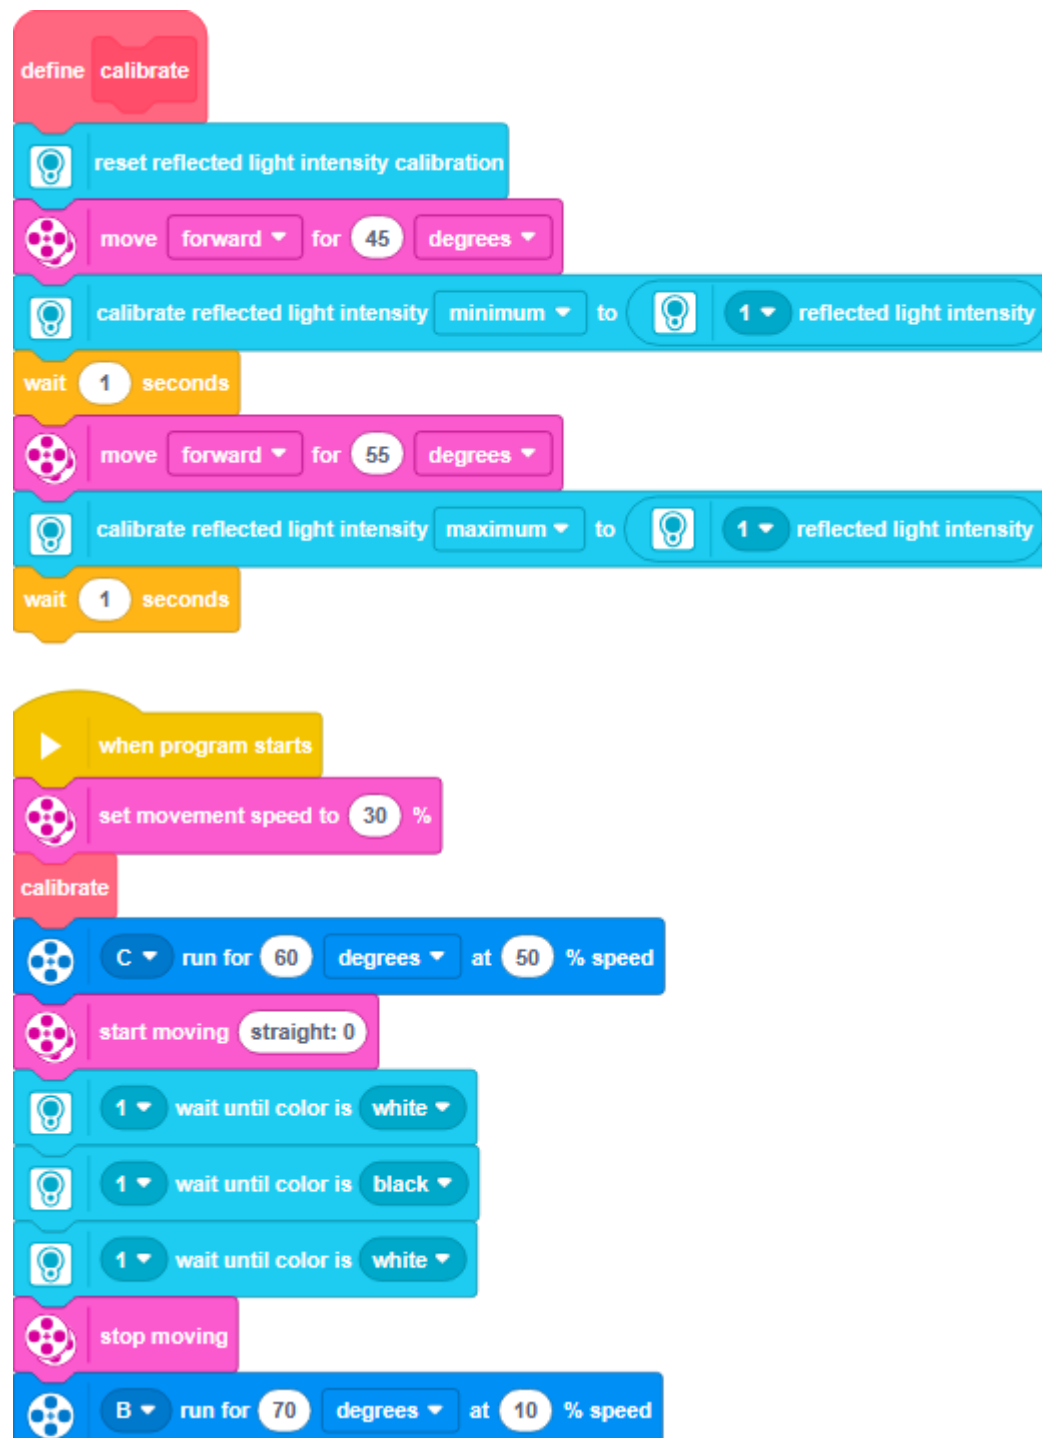 define calibrate
reset reflected light intensity calibration
move forward for 45 degrees
calibrate reflected light intensity minimum to 1 reflected light intensity
wait 1 seconds
move forward for 55 degrees
calibrate reflected light intensity maximum to 1 reflected light intensity
wait 1 seconds
when program starts
set movement speed to 30 %
calibrate
C run for 60 degrees at 50 % speed
start moving straight: 0
1 wait until color is white
1 wait until color is black
1 wait until color is white
stop moving
B run for 70 degrees at 10 % speed